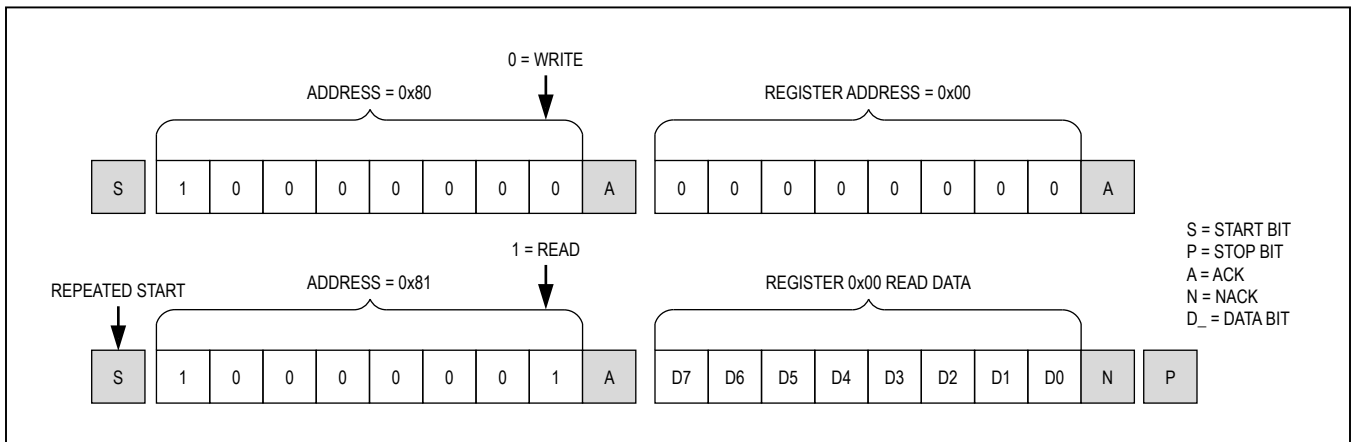 0 = WRITE
ADDRESS = 0x80
REGISTER ADDRESS = 0x00
S 1 0 0 0 0 0 0 0 A 0 0 0 0 0 0 0 0 A
S = START BIT
P = STOP BIT
A = ACK
N = NACK
D_ = DATA BIT
1 = READ
REPEATED START
ADDRESS = 0x81
REGISTER 0x00 READ DATA
S 1 0 0 0 0 0 0 1 A D7 D6 D5 D4 D3 D2 D1 D0 N P